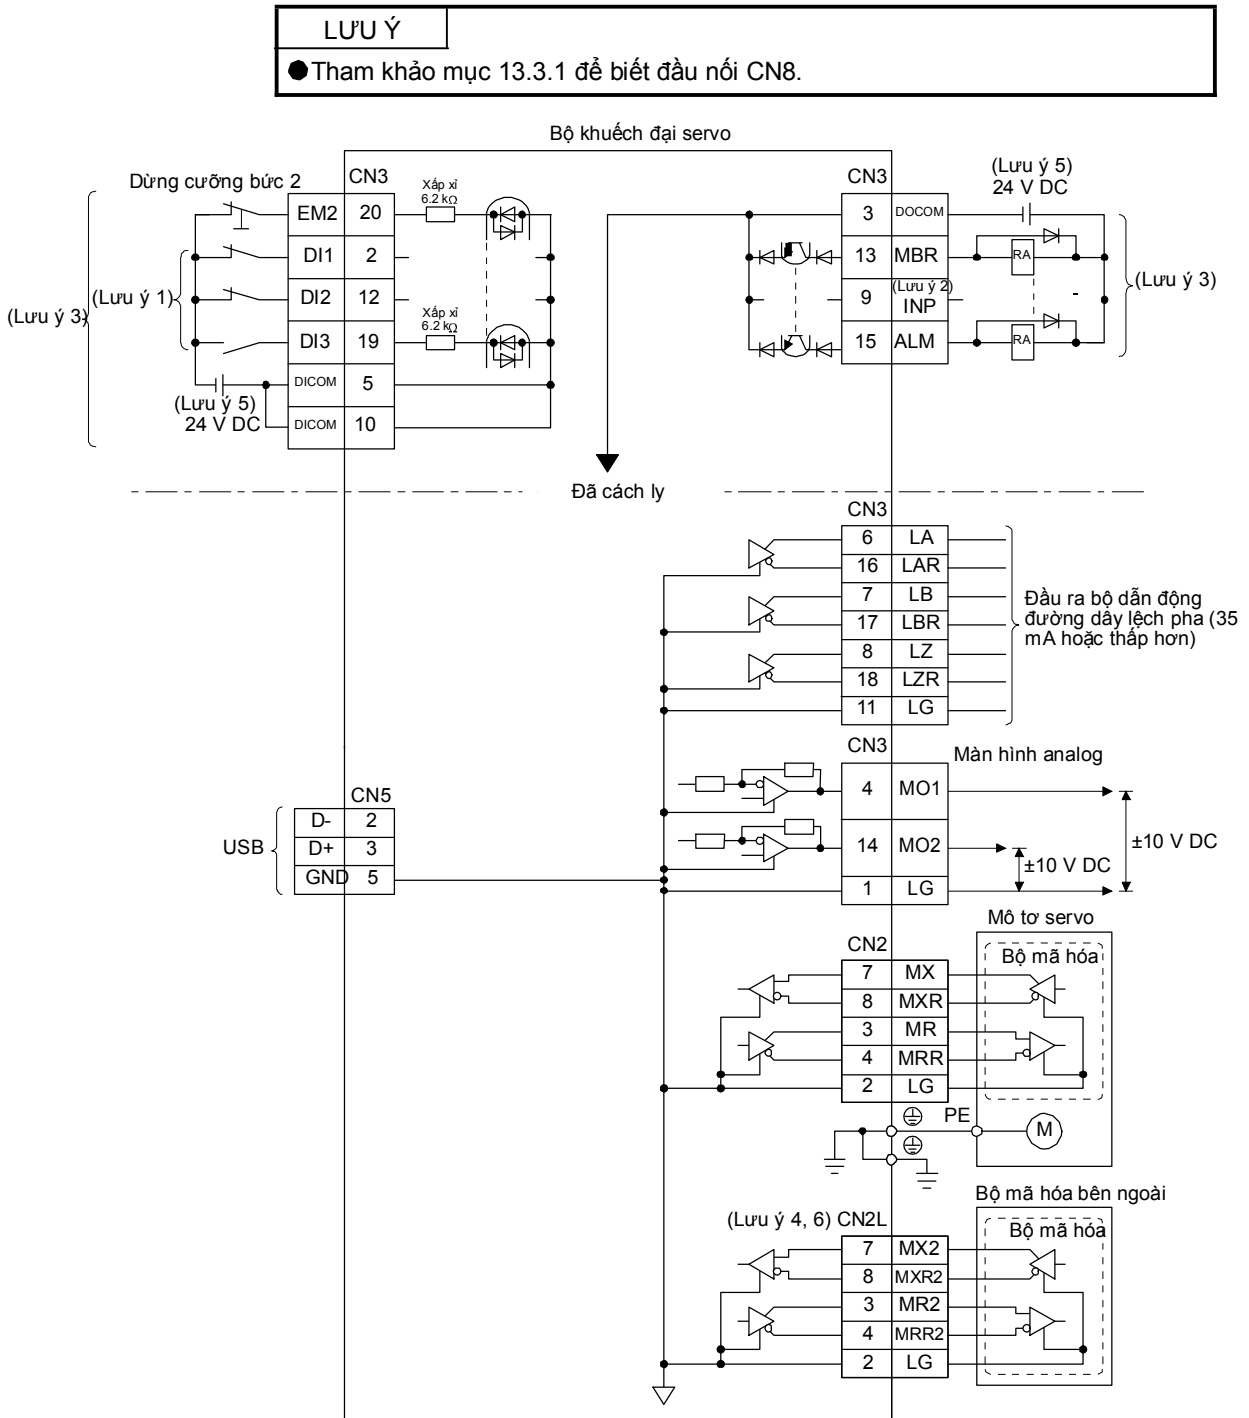 LƯU Ý
●Tham khảo mục 13.3.1 để biết đầu nối CN8.
Bộ khuếch đại servo
Dừng cưỡng bức 2
CN3
EM2 20
Xấp xỉ
6.2 kΩ
DI1 2
(Lưu ý 1)
DI2 12
(Lưu ý 3)
DI3 19
Xấp xỉ
6.2 kΩ
DICOM 5
(Lưu ý 5)
24 V DC
DICOM 10
CN3
(Lưu ý 5)
24 V DC
3 DOCOM
13 MBR
RA
(Lưu ý 2)
9 INP
(Lưu ý 3)
15 ALM
RA
Đã cách ly
CN3
6 LA
16 LAR
7 LB
17 LBR
8 LZ
18 LZR
11 LG
Đầu ra bộ dẫn động
đường dây lệch pha (35
mA hoặc thấp hơn)
CN3
Màn hình analog
4 MO1
14 MO2
1 LG
±10 V DC
±10 V DC
CN5
USB
D- 2
D+ 3
GND 5
Mô tơ servo
CN2
Bộ mã hóa
7 MX
8 MXR
3 MR
4 MRR
2 LG
PE
M
Bộ mã hóa bên ngoài
(Lưu ý 4, 6) CN2L
Bộ mã hóa
7 MX2
8 MXR2
3 MR2
4 MRR2
2 LG